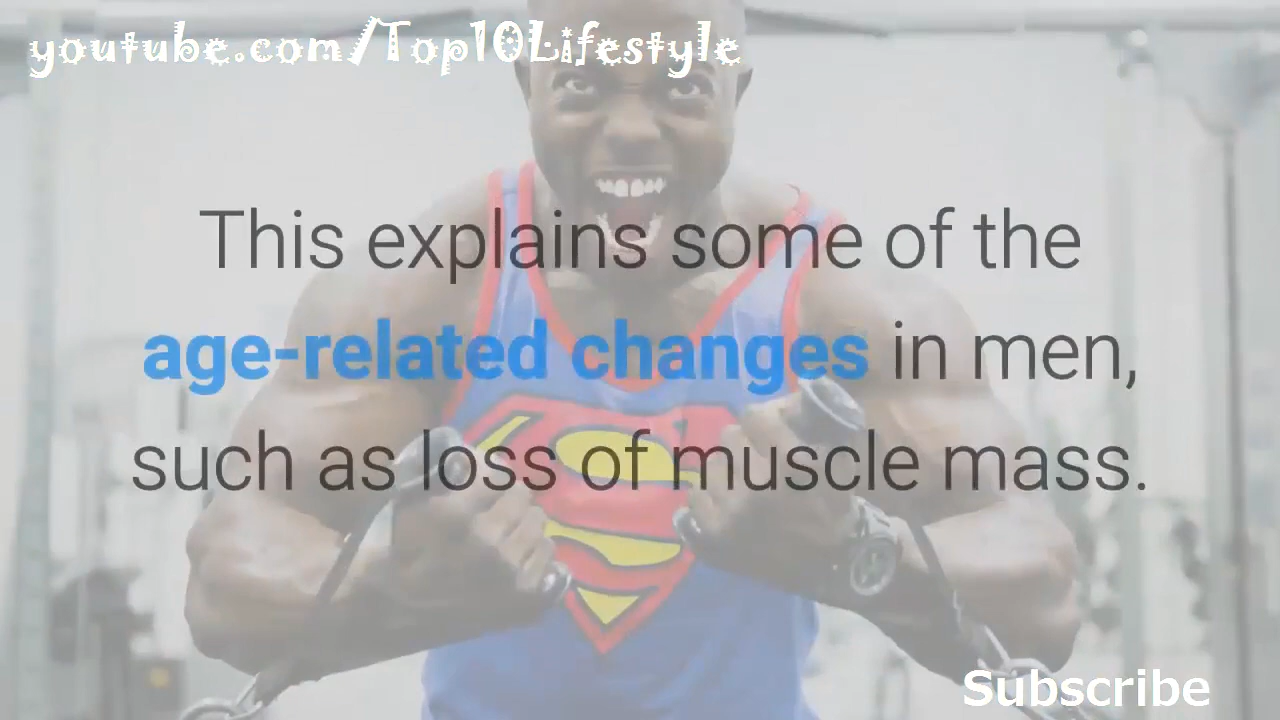 youtube.com/Top10Lifestyle
This explains some of the
age-related changes in men,
such as loss of muscle mass.
Subscribe